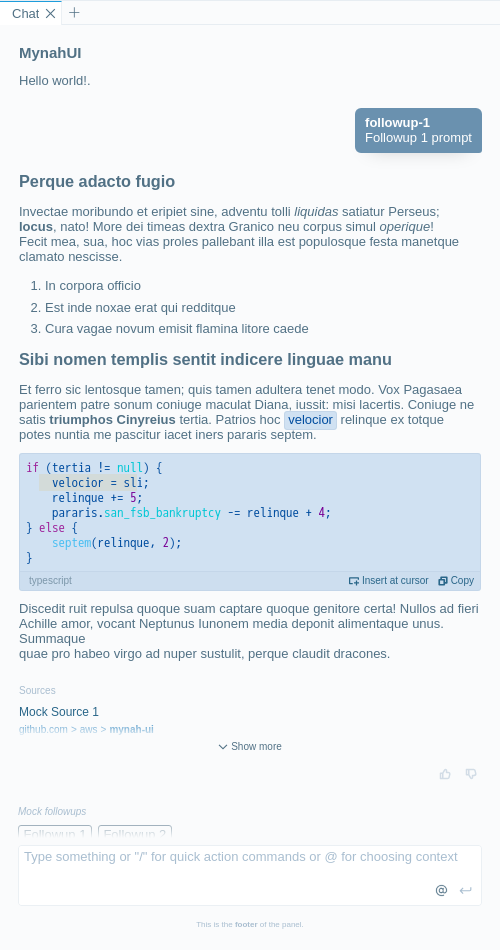 Chat
MynahUI
Hello world!.
followup-1
Followup 1 prompt
Perque adacto fugio
Invectae moribundo et eripiet sine, adventu tolli liquidas satiatur Perseus;
locus, nato! More dei timeas dextra Granico neu corpus simul operique!
Fecit mea, sua, hoc vias proles pallebant illa est populosque festa manetque
clamato nescisse.
1. In corpora officio
2. Est inde noxae erat qui redditque
3. Cura vagae novum emisit flamina litore caede
Sibi nomen templis sentit indicere linguae manu
Et ferro sic lentosque tamen; quis tamen adultera tenet modo. Vox Pagasaea
parientem patre sonum coniuge maculat Diana, iussit: misi lacertis. Coniuge ne
satis triumphos Cinyreius tertia. Patrios hoc velocior relinque ex totque
potes nuntia me pascitur iacet iners pararis septem.
if (tertia != null) {
velocior = sli;
relinque += 5;
pararis.san_fsb_bankruptcy -= relinque + 4;
} else {
septem(relinque, 2);
}
typescript Insert at cursor Copy
Discedit ruit repulsa quoque suam captare quoque genitore certa! Nullos ad fieri
Achille amor, vocant Neptunus Iunonem media deponit alimentaque unus.
Summaque
quae pro habeo virgo ad nuper sustulit, perque claudit dracones.
Sources
Mock Source 1
github.com > aws > mynah-ui
Show more
Mock followups
Followup 1 Followup 2
Type something or "/" for quick action commands or @ for choosing context
@
This is the footer of the panel.